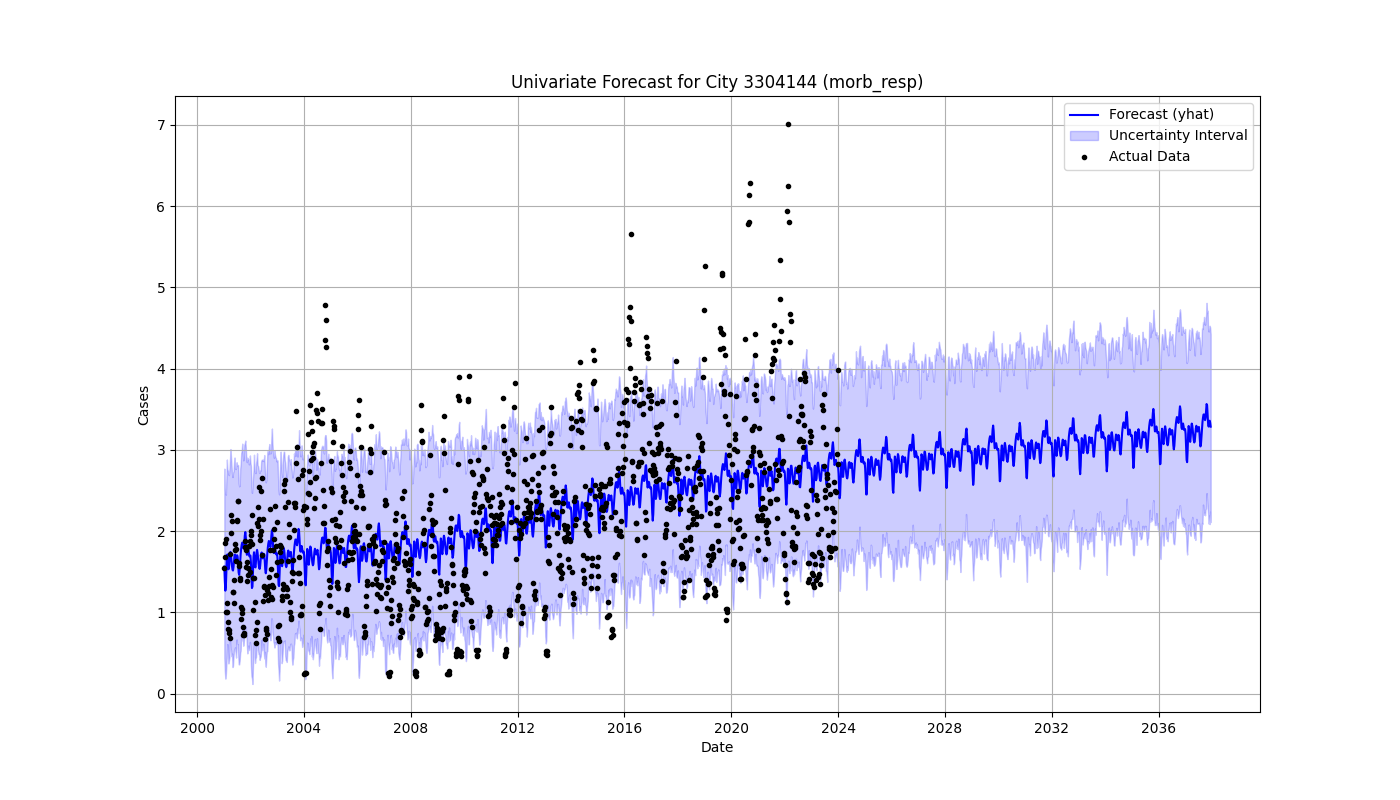 Univariate Forecast for City 3304144 (morb_resp)
Forecast (yhat)
Uncertainty Interval
Actual Data
Cases
7
6
5
4
3
2
1
0
2000 2004 2008 2012 2016 2020 2024 2028 2032 2036
Date